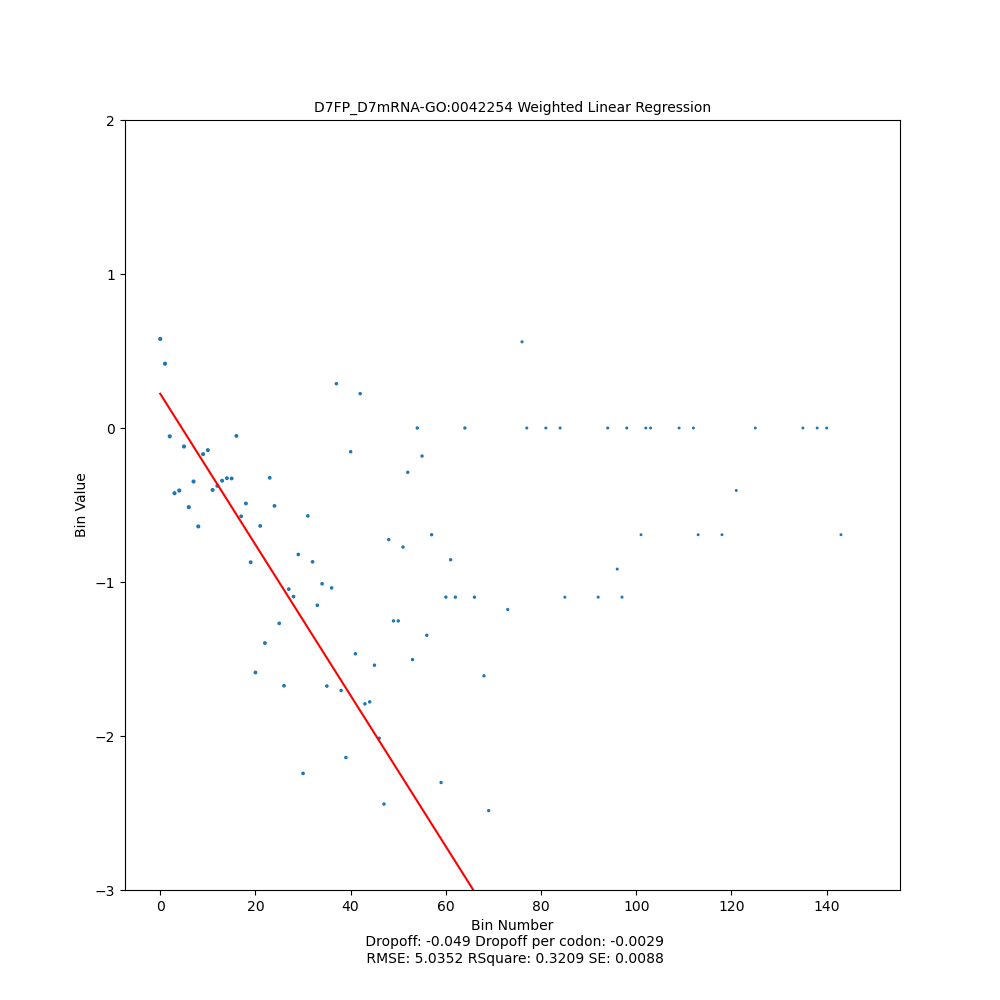 D7FP_D7mRNA-GO:0042254 Weighted Linear Regression
2
1
0
−1
−2
−3
Bin Value
0 20 40 60 80 100 120 140
Bin Number
Dropoff: -0.049 Dropoff per codon: -0.0029
RMSE: 5.0352 RSquare: 0.3209 SE: 0.0088